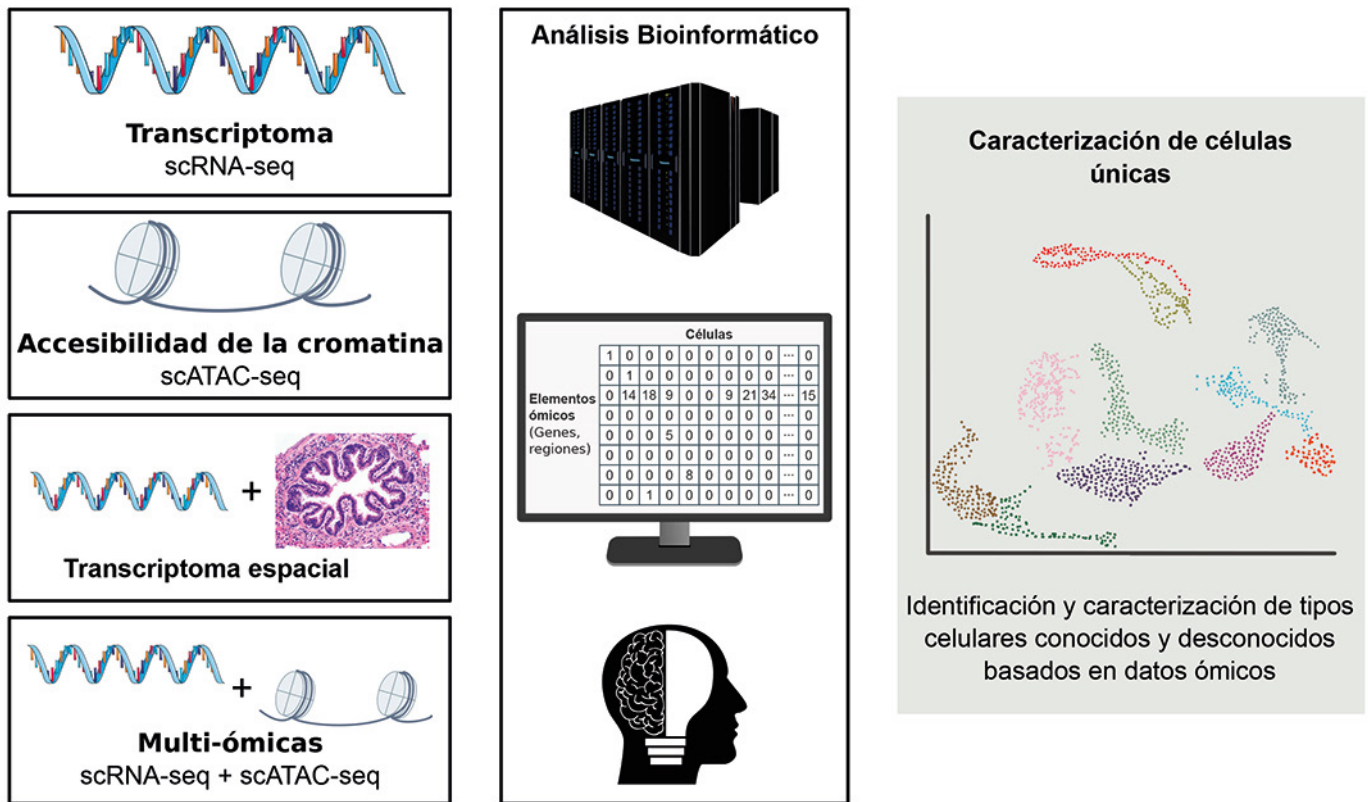 Transcriptoma
scRNA-seq
Accesibilidad de la cromatina
scATAC-seq
+
Transcriptoma espacial
+
Multi-ómicas
scRNA-seq + scATAC-seq
Análisis Bioinformático
Células
Elementos
ómicos
(Genes,
regiones)
1 0 0 0 0 0 0 0 0 ··· 0
0 1 0 0 0 0 0 0 0 ··· 0
0 14 18 9 0 0 9 21 34 ··· 15
0 0 0 0 0 0 0 0 0 ··· 0
0 0 0 5 0 0 0 0 0 ··· 0
0 0 0 0 0 0 0 0 0 ··· 0
0 0 0 0 8 0 0 0 0 ··· 0
0 0 1 0 0 0 0 0 0 ··· 0
Caracterización de células
únicas
Identificación y caracterización de tipos
celulares conocidos y desconocidos
basados en datos ómicos